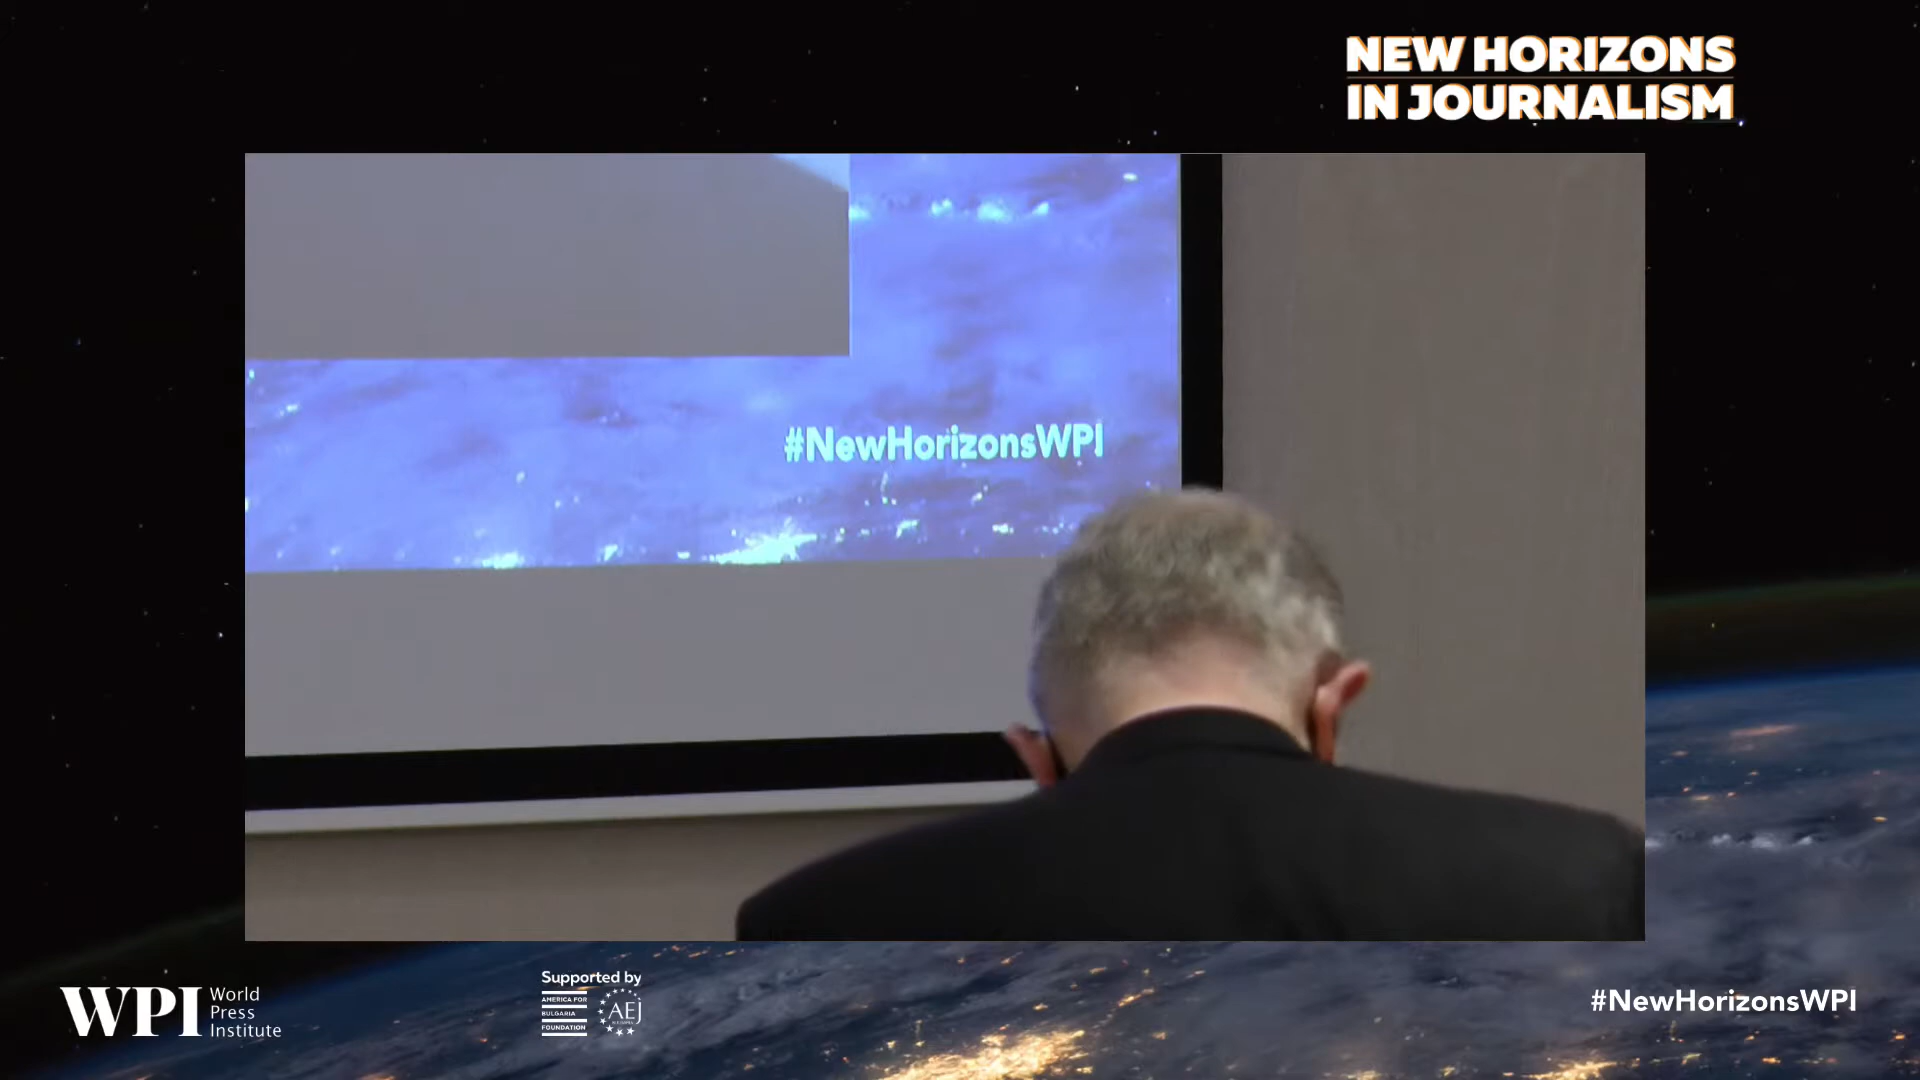 NEW HORIZONS
IN JOURNALISM
#NewHorizonsWPI
WPI
World
Press
Institute
Supported by
AMERICA FOR
BULGARIA
FOUNDATION
AEJ
#NewHorizonsWPI